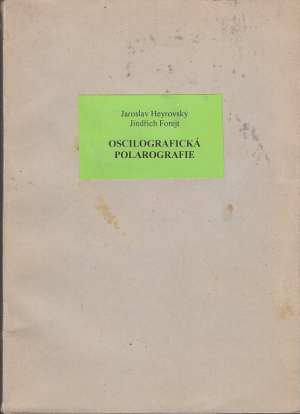 Jaroslav Heyrovský
Jindřich Forejt
OSCILOGRAFICKÁ
POLAROGRAFIE